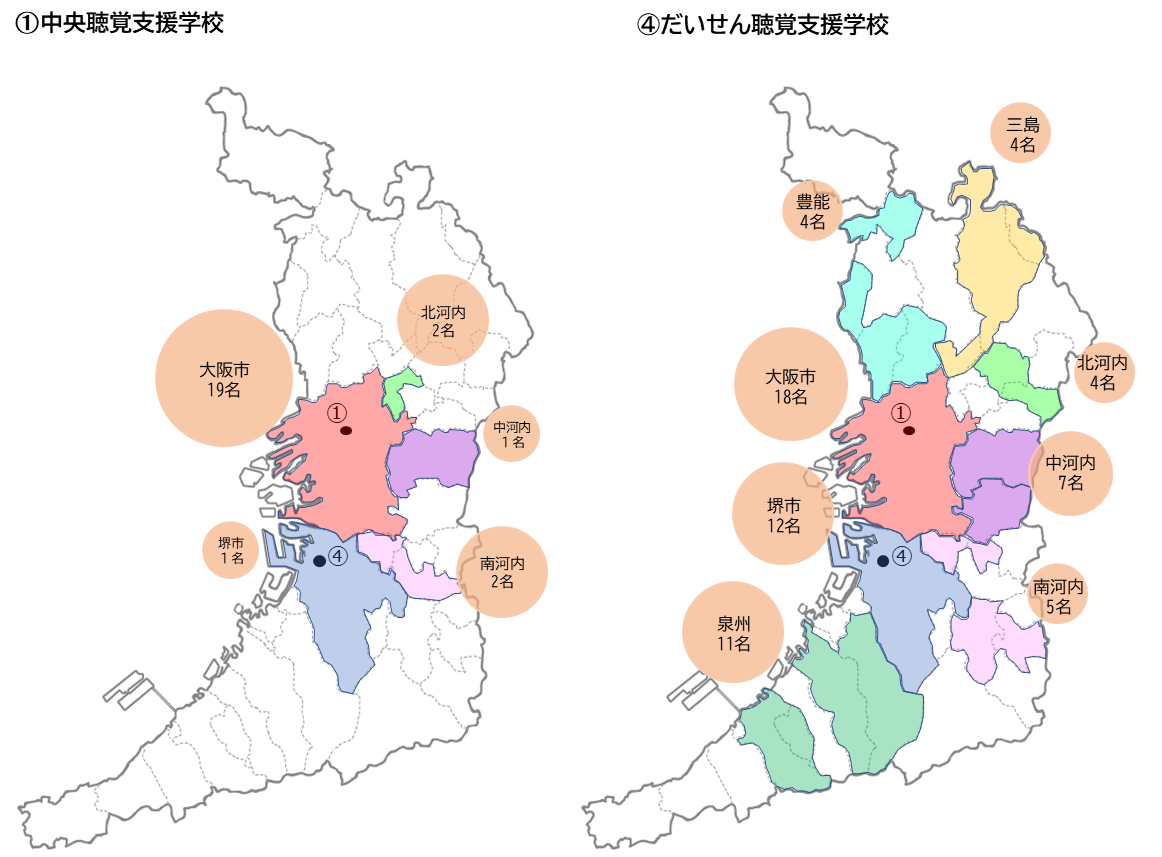 ①中央聴覚支援学校
北河内
2名
大阪市
19名
①
中河内
1名
堺市
1名
④
南河内
2名
④だいせん聴覚支援学校
三島
4名
豊能
4名
北河内
4名
大阪市
18名
①
中河内
7名
堺市
12名
④
南河内
5名
泉州
11名